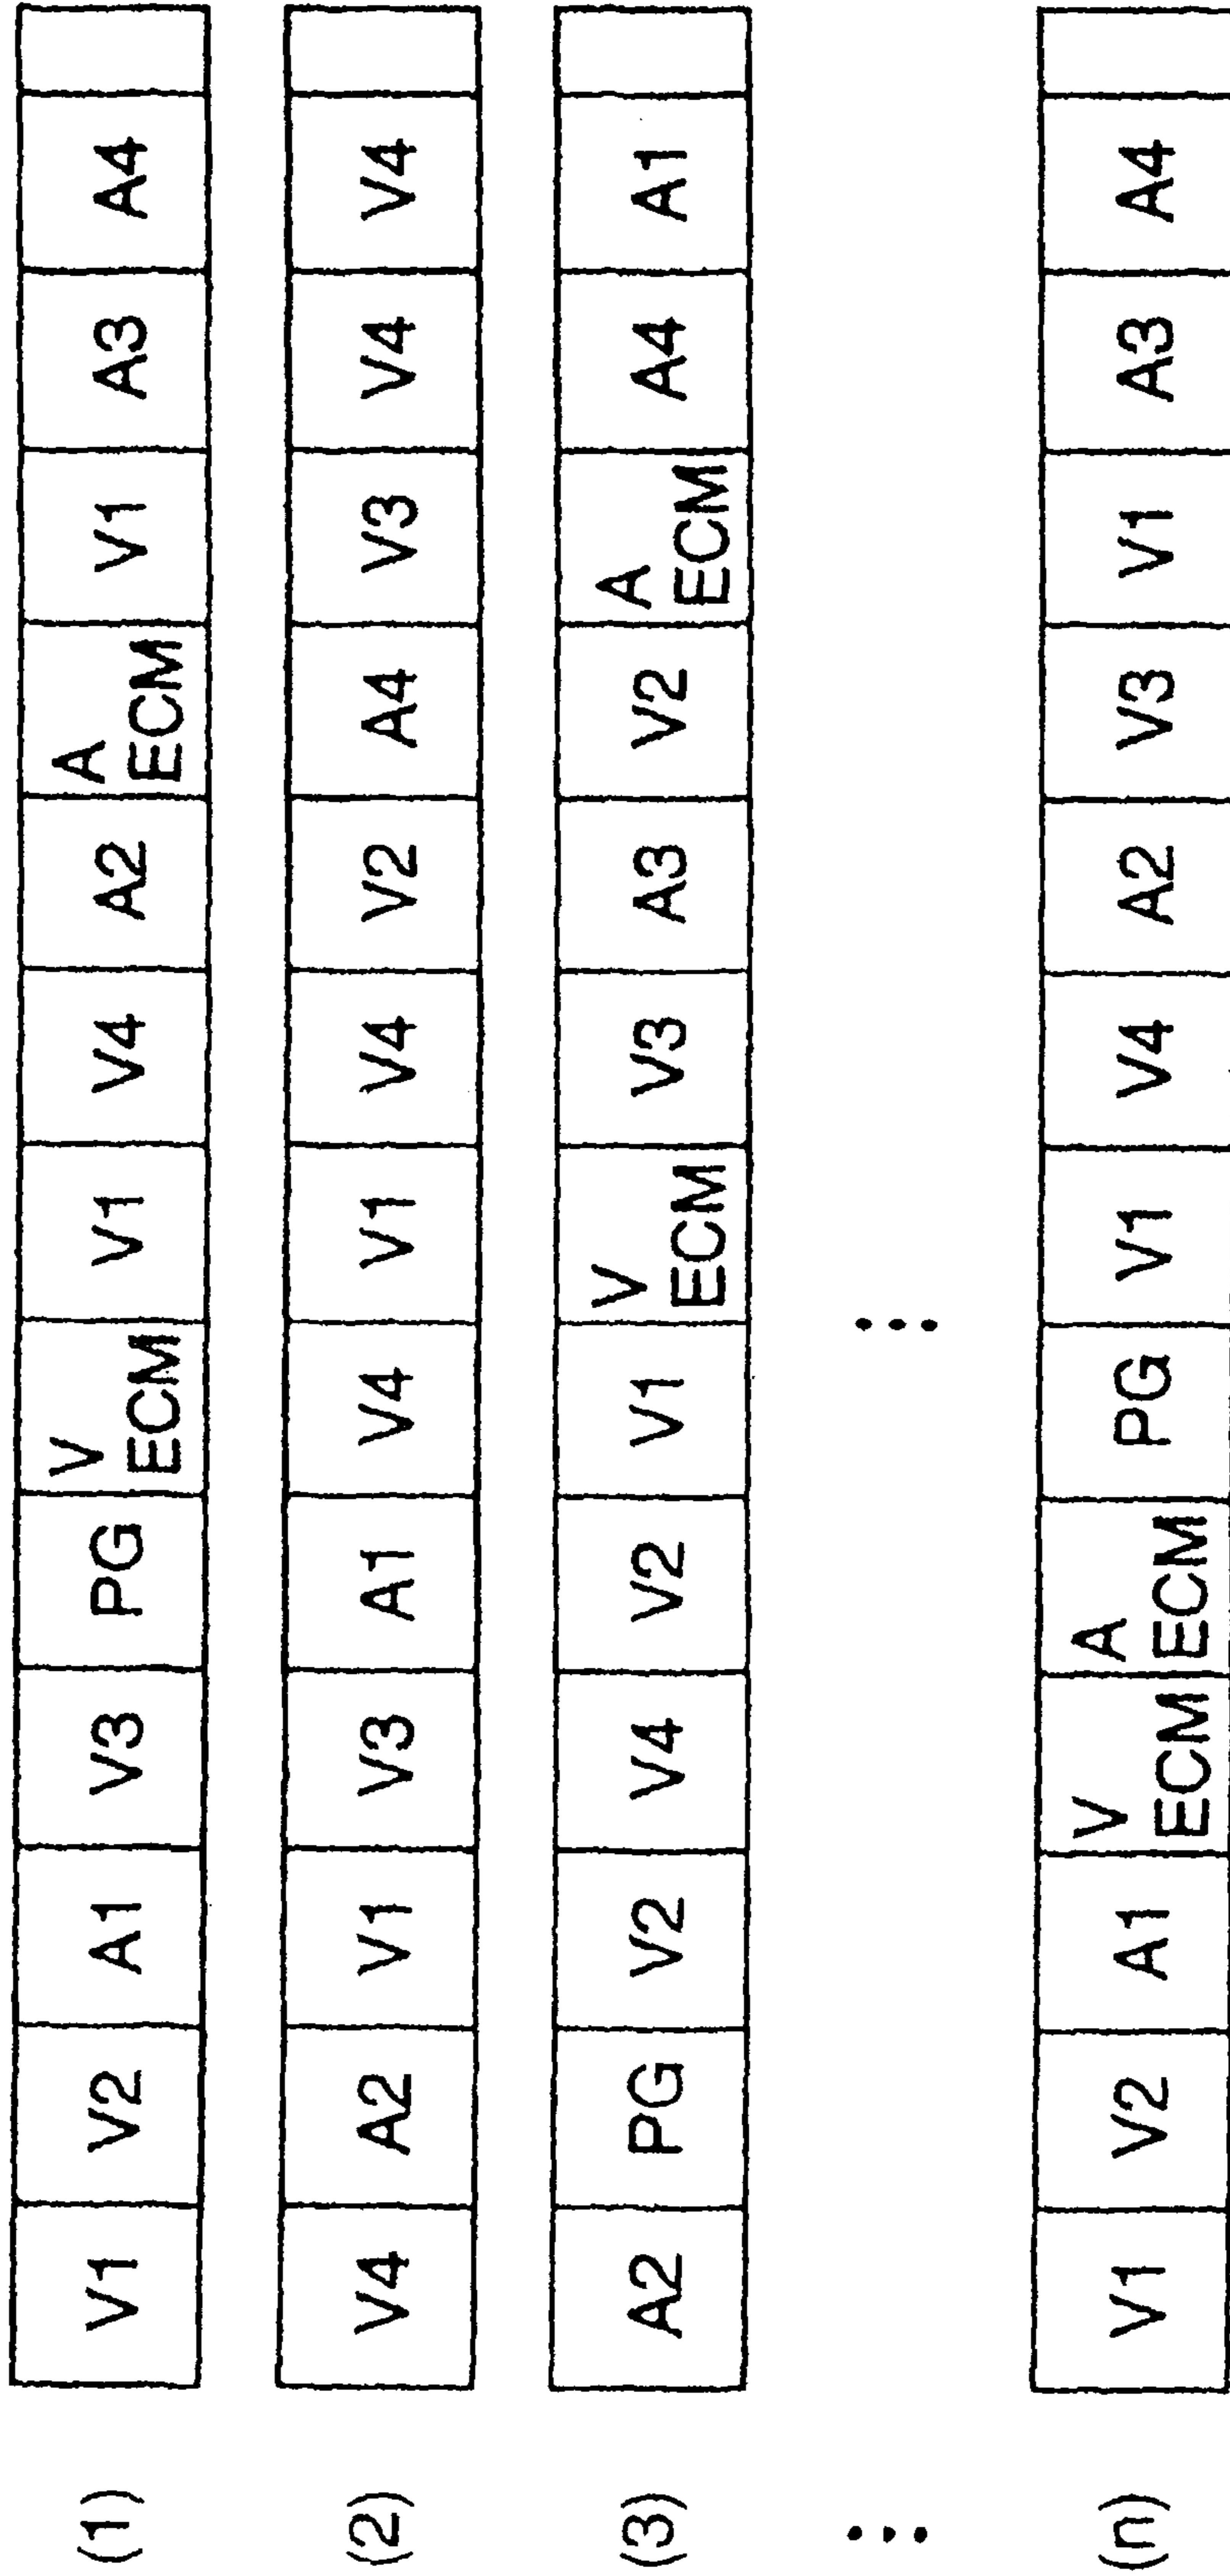 (1) V1 V2 A1 V3 PG V ECM V1 V4 A2 A ECM V1 A3 A4
(2) V4 A2 V1 V3 A1 V4 V1 V4 V2 A4 V3 V4 V4
(3) A2 PG V2 V4 V2 V1 V ECM V3 A3 V2 A ECM A4 A1
... ...
(n) V1 V2 A1 V ECM A ECM PG V1 V4 A2 V3 V1 A3 A4